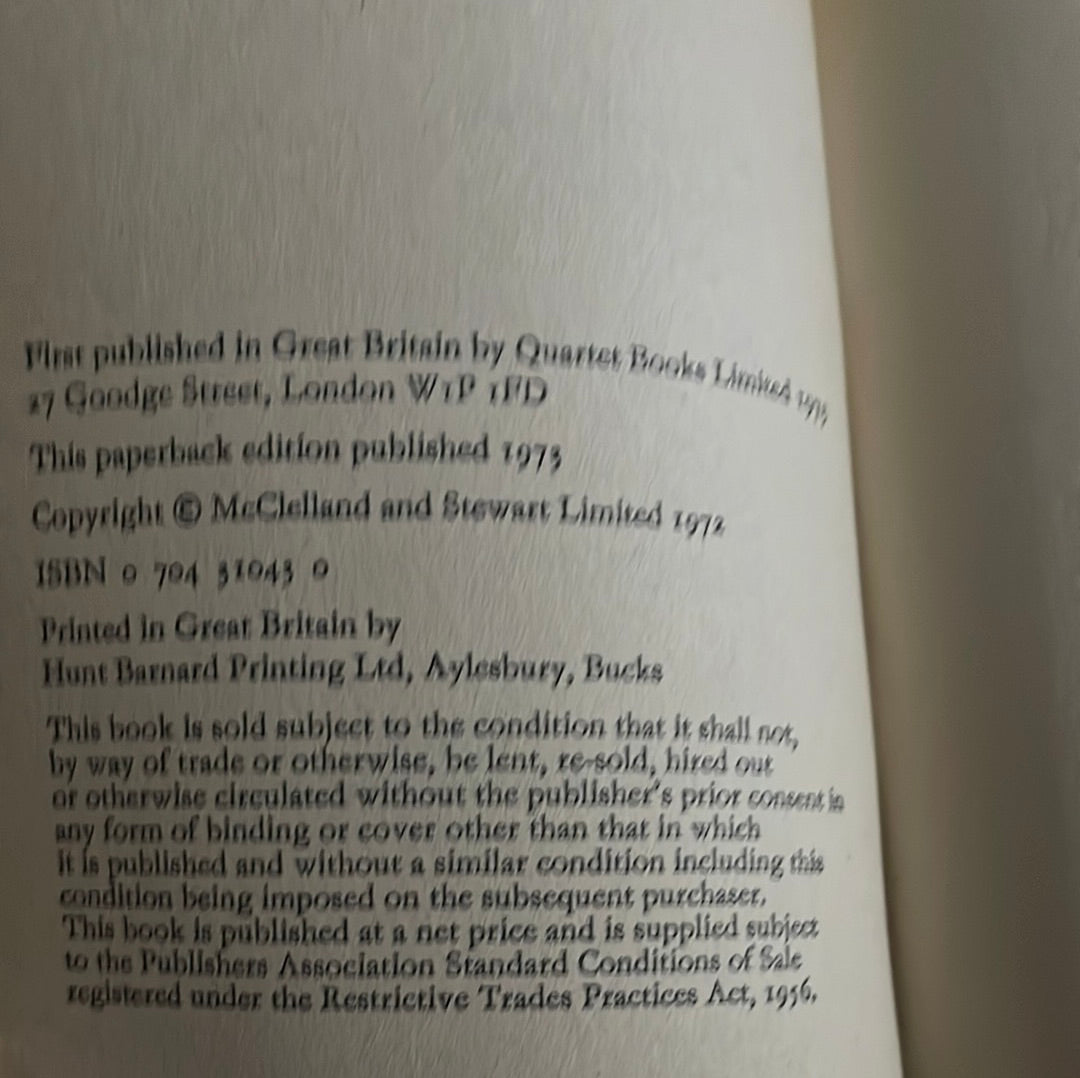 First published in Great Britain by Quartet Books Limited 1973
27 Goodge Street, London W1P 1FD
This paperback edition published 1973
Copyright © McClelland and Stewart Limited 1972
ISBN 0 704 31043 0
Printed in Great Britain by
Hunt Barnard Printing Ltd, Aylesbury, Bucks
This book is sold subject to the condition that it shall not,
by way of trade or otherwise, be lent, re-sold, hired out
or otherwise circulated without the publisher's prior consent in
any form of binding or cover other than that in which
it is published and without a similar condition including this
condition being imposed on the subsequent purchaser.
This book is published at a net price and is supplied subject
to the Publishers Association Standard Conditions of Sale
registered under the Restrictive Trades Practices Act, 1956.